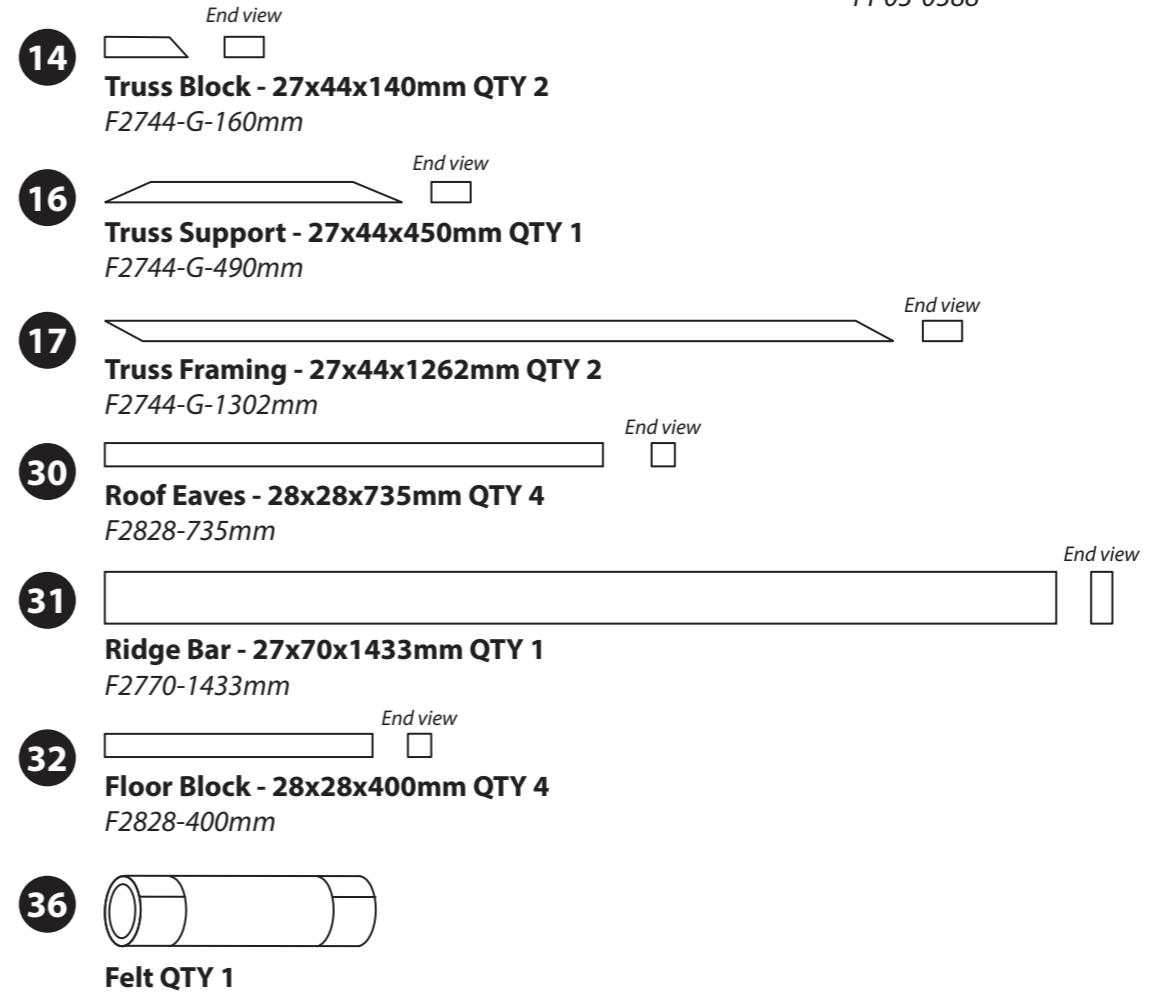 End view
14
Truss Block - 27x44x140mm QTY 2
F2744-G-160mm
End view
16
Truss Support - 27x44x450mm QTY 1
F2744-G-490mm
End view
17
Truss Framing - 27x44x1262mm QTY 2
F2744-G-1302mm
End view
30
Roof Eaves - 28x28x735mm QTY 4
F2828-735mm
End view
31
Ridge Bar - 27x70x1433mm QTY 1
F2770-1433mm
End view
32
Floor Block - 28x28x400mm QTY 4
F2828-400mm
36
Felt QTY 1